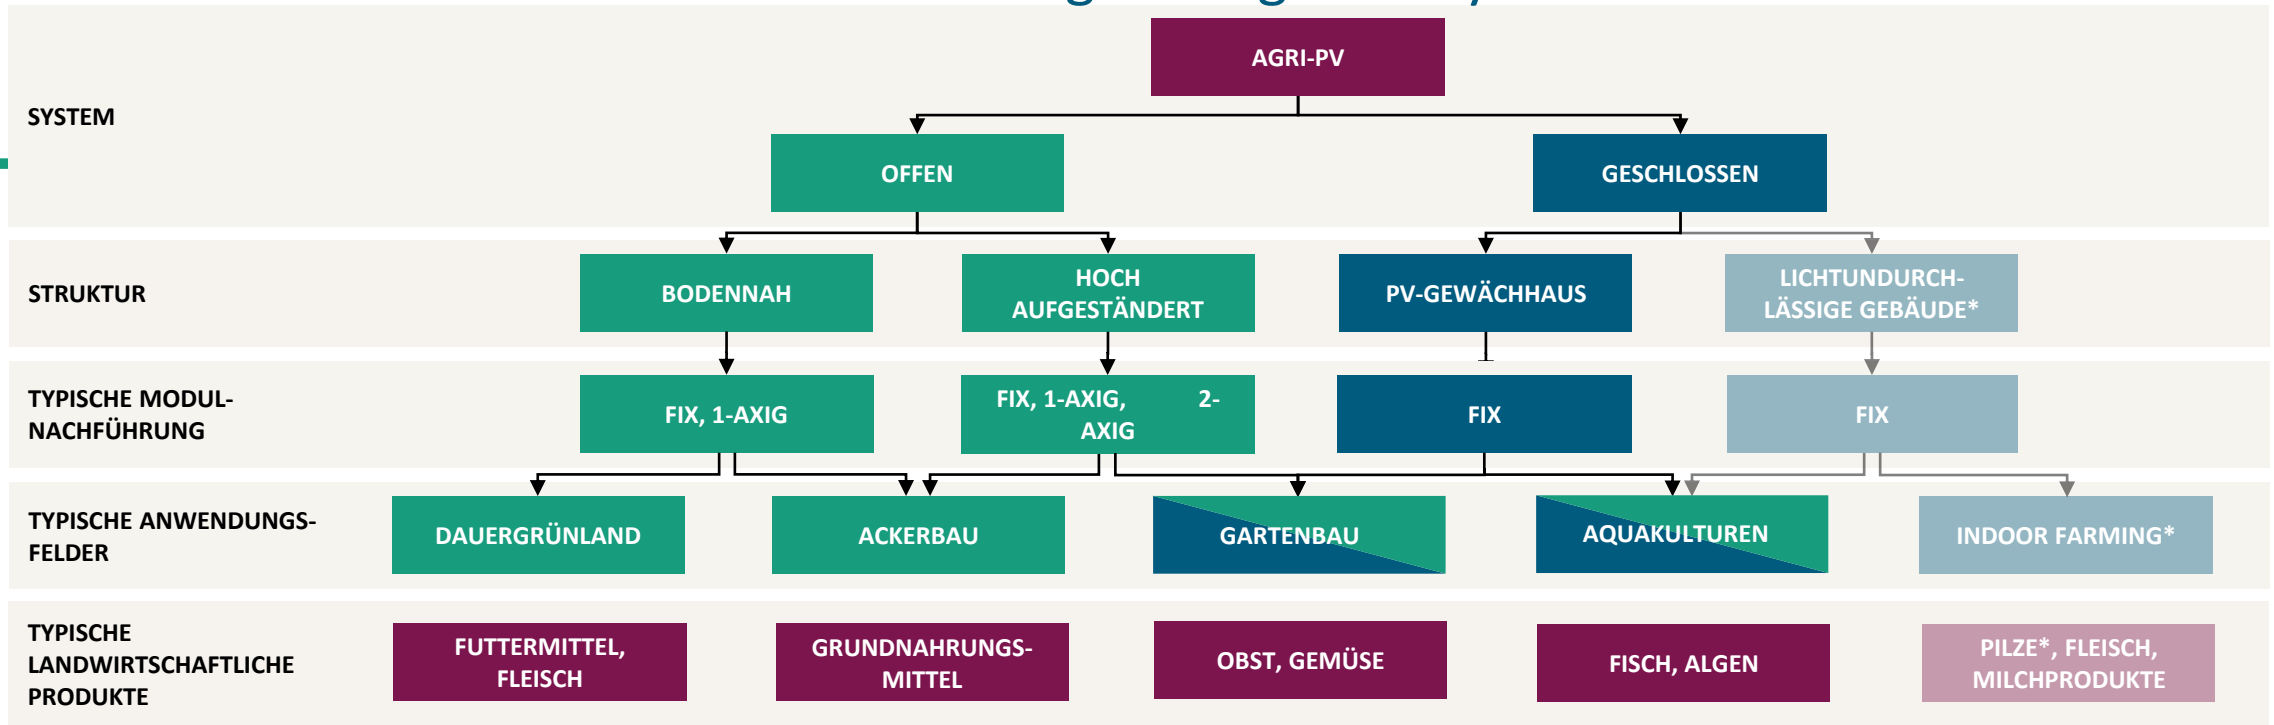 AGRI-PV
SYSTEM
OFFEN
GESCHLOSSEN
STRUKTUR
BODENNAH
HOCH
AUFGESTÄNDERT
PV-GEWÄCHHAUS
LICHTUNDURCH-
LÄSSIGE GEBÄUDE*
TYPISCHE MODUL-
NACHFÜHRUNG
FIX, 1-AXIG
FIX, 1-AXIG, 2-
AXIG
FIX
FIX
TYPISCHE ANWENDUNGS-
FELDER
DAUERGRÜNLAND
ACKERBAU
GARTENBAU
AQUAKULTUREN
INDOOR FARMING*
TYPISCHE
LANDWIRTSCHAFTLICHE
PRODUKTE
FUTTERMITTEL,
FLEISCH
GRUNDNAHRUNGS-
MITTEL
OBST, GEMÜSE
FISCH, ALGEN
PILZE*, FLEISCH,
MILCHPRODUKTE